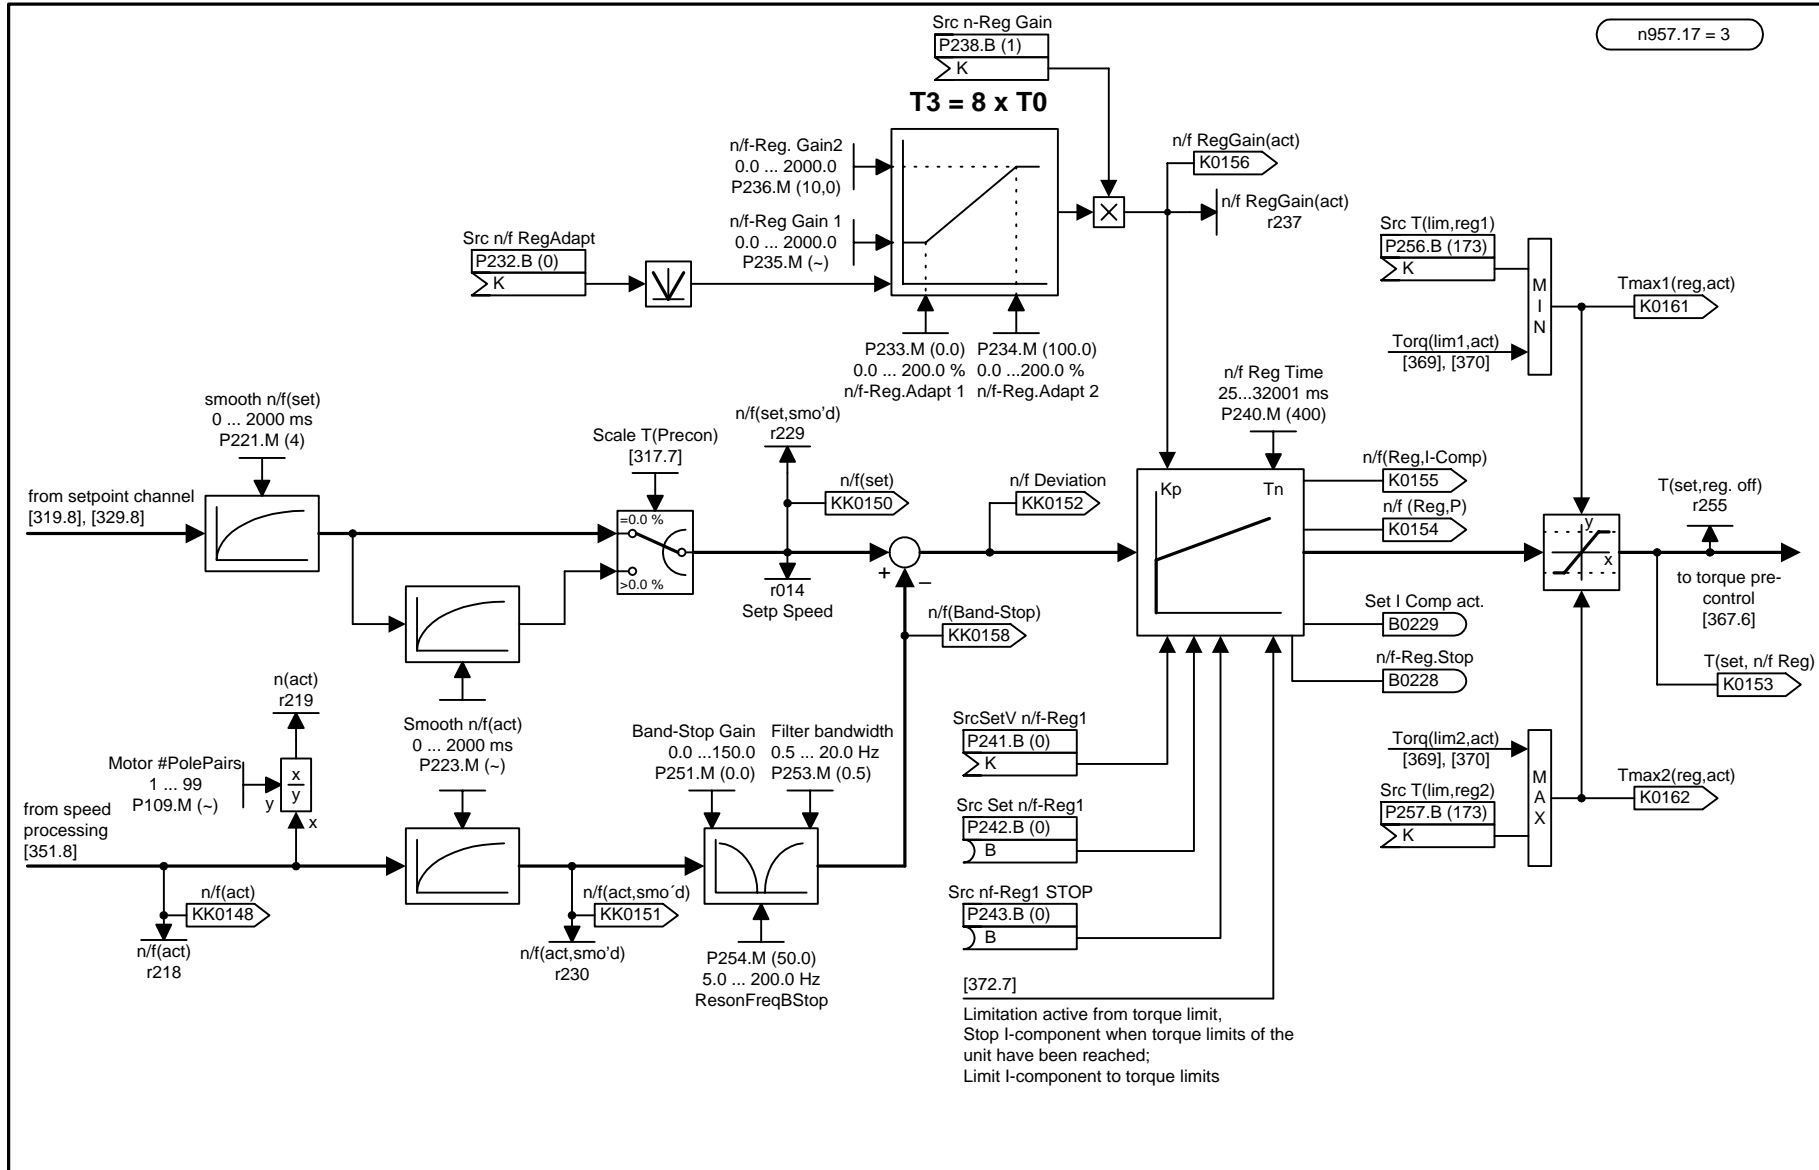 Src n-Reg Gain
P238.B (1)
K
n957.17 = 3
T3 = 8 x T0
n/f-Reg. Gain2
0.0 ... 2000.0
P236.M (10,0)
n/f-Reg Gain 1
0.0 ... 2000.0
P235.M (~)
n/f RegGain(act)
K0156
n/f RegGain(act)
r237
Src n/f RegAdapt
P232.B (0)
K
P233.M (0.0)
0.0 ... 200.0 %
n/f-Reg.Adapt 1
P234.M (100.0)
0.0 ...200.0 %
n/f-Reg.Adapt 2
Src T(lim,reg1)
P256.B (173)
K
Torq(lim1,act)
[369], [370]
M
I
N
Tmax1(reg,act)
K0161
smooth n/f(set)
0 ... 2000 ms
P221.M (4)
from setpoint channel
[319.8], [329.8]
Scale T(Precon)
[317.7]
=0.0 %
>0.0 %
n/f(set,smo'd)
r229
n/f(set)
KK0150
r014
Setp Speed
+
–
n/f Deviation
KK0152
n/f Reg Time
25...32001 ms
P240.M (400)
Kp
Tn
n/f(Reg,I-Comp)
K0155
n/f (Reg,P)
K0154
Set I Comp act.
B0229
n/f-Reg.Stop
B0228
y
x
T(set,reg. off)
r255
to torque pre-
control
[367.6]
T(set, n/f Reg)
K0153
n/f(Band-Stop)
KK0158
n(act)
r219
Motor #PolePairs
1 ... 99
P109.M (~)
y
x
y
x
from speed
processing
[351.8]
n/f(act)
KK0148
n/f(act)
r218
Smooth n/f(act)
0 ... 2000 ms
P223.M (~)
n/f(act,smo´d)
KK0151
n/f(act,smo'd)
r230
Band-Stop Gain
0.0 ...150.0
P251.M (0.0)
Filter bandwidth
0.5 ... 20.0 Hz
P253.M (0.5)
P254.M (50.0)
5.0 ... 200.0 Hz
ResonFreqBStop
SrcSetV n/f-Reg1
P241.B (0)
K
Src Set n/f-Reg1
P242.B (0)
B
Src nf-Reg1 STOP
P243.B (0)
B
[372.7]
Limitation active from torque limit,
Stop I-component when torque limits of the
unit have been reached;
Limit I-component to torque limits
Torq(lim2,act)
[369], [370]
Src T(lim,reg2)
P257.B (173)
K
M
A
X
Tmax2(reg,act)
K0162